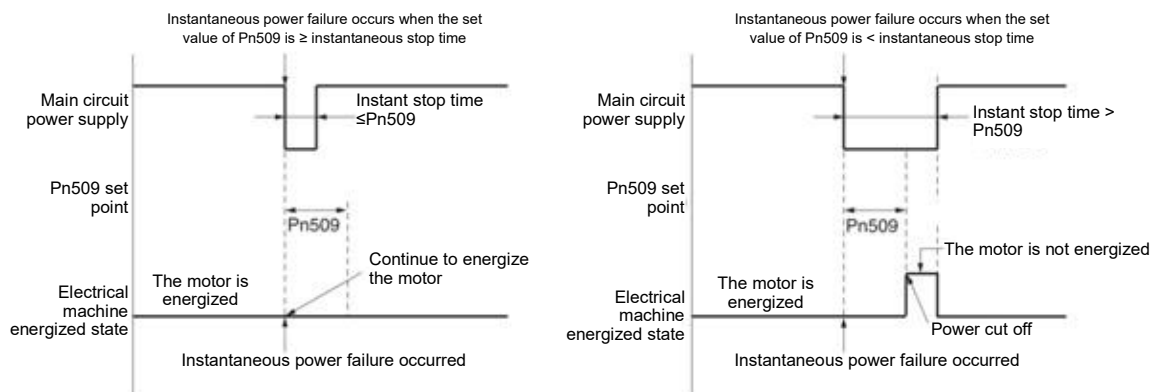 Instantaneous power failure occurs when the set
value of Pn509 is ≥ instantaneous stop time
Main circuit
power supply
Instant stop time
≤Pn509
Pn509 set
point
Pn509
Continue to energize
the motor
The motor is
energized
Electrical
machine
energized state
Instantaneous power failure occurred
Instantaneous power failure occurs when the set
value of Pn509 is < instantaneous stop time
Main circuit
power supply
Instant stop time >
Pn509
Pn509 set
point
Pn509
The motor is not energized
The motor is
energized
Electrical
machine
energized state
Power cut off
Instantaneous power failure occurred